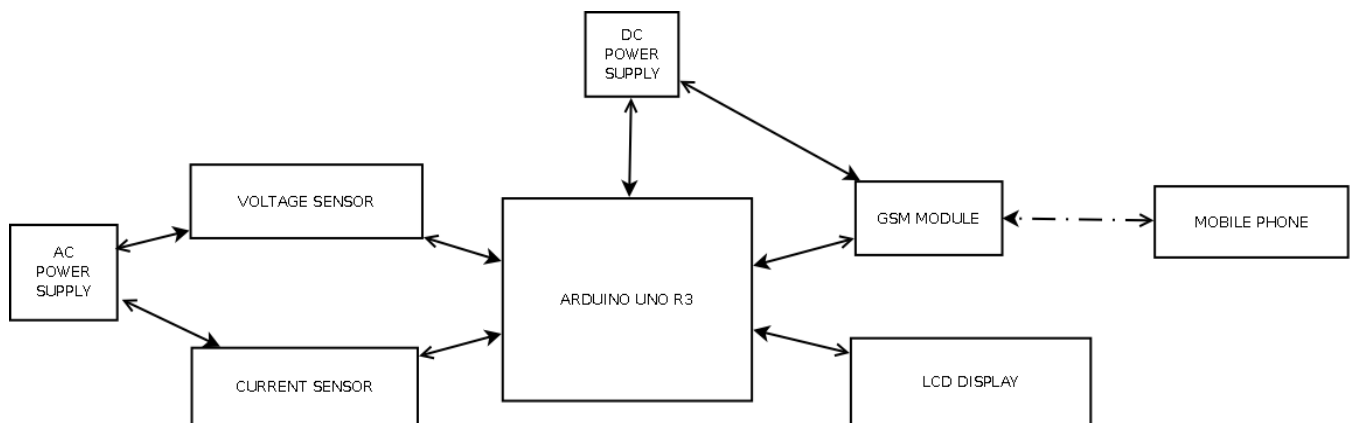 DC
POWER
SUPPLY
VOLTAGE SENSOR
GSM MODULE
MOBILE PHONE
AC
POWER
SUPPLY
ARDUINO UNO R3
CURRENT SENSOR
LCD DISPLAY